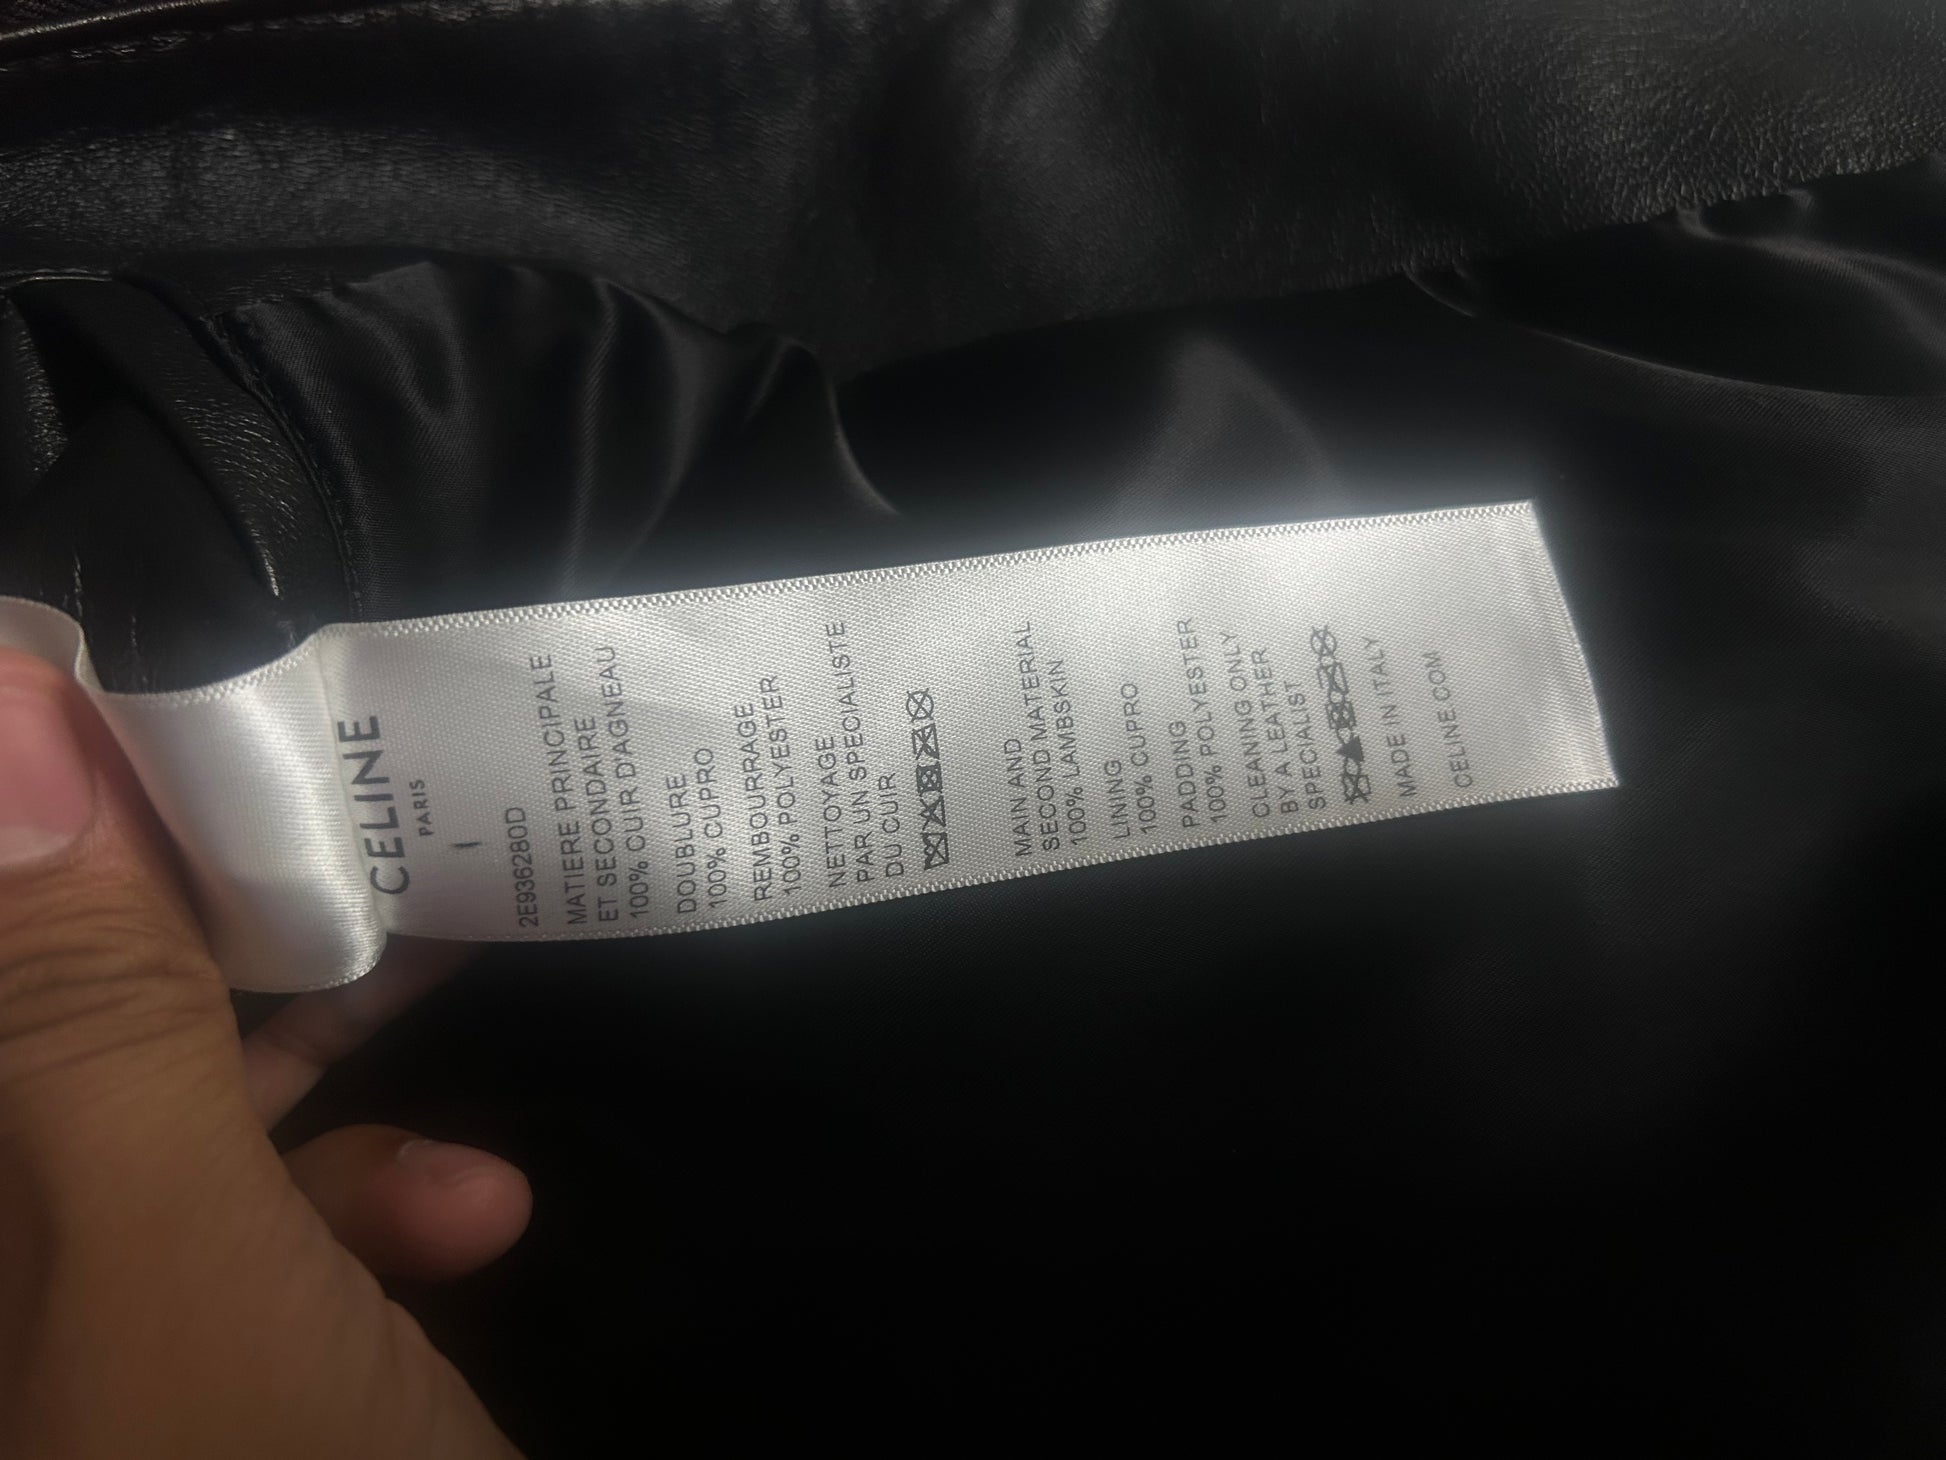 CELINE
PARIS
2E936280D
MATIERE PRINCIPALE
ET SECONDAIRE
100% CUIR D'AGNEAU
DOUBLURE
100% CUPRO
REMBOURRAGE
100% POLYESTER
NETTOYAGE
PAR UN SPECIALISTE
DU CUIR
MAIN AND
SECOND MATERIAL
100% LAMBSKIN
LINING
100% CUPRO
PADDING
100% POLYESTER
CLEANING ONLY
BY A LEATHER
SPECIALIST
MADE IN ITALY
CELINE.COM